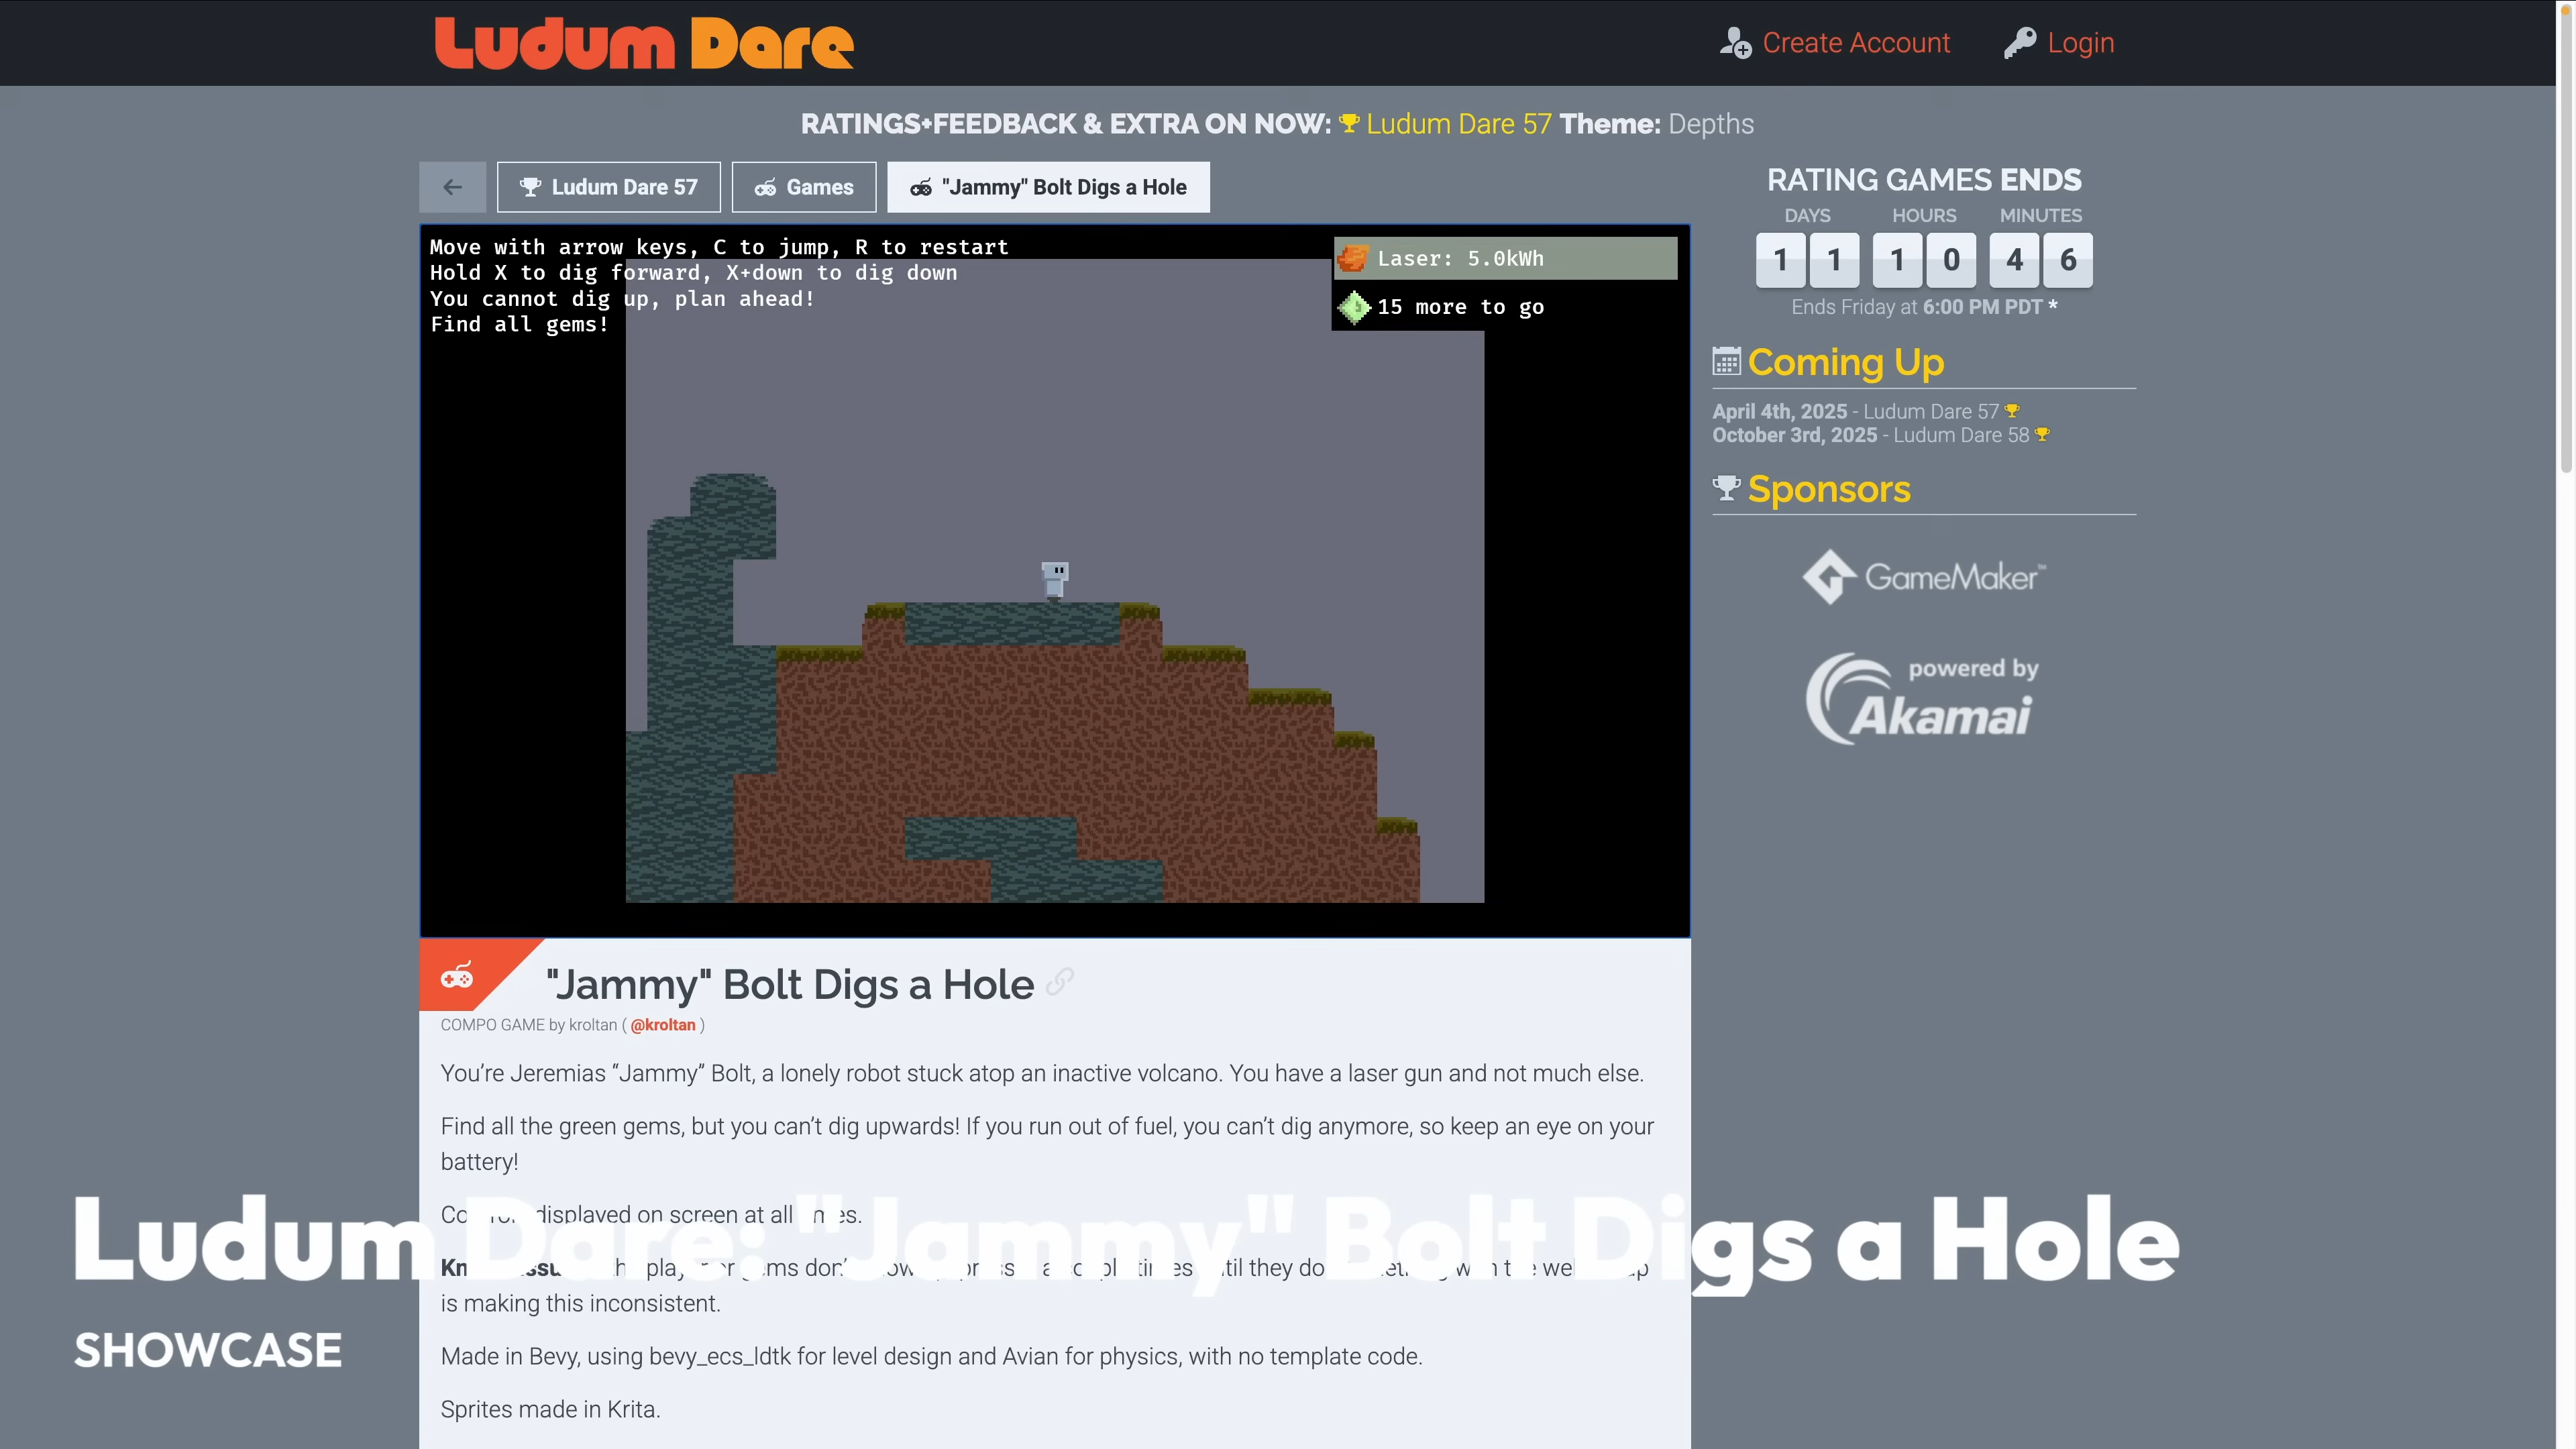 Ludum Dare
Create Account
Login
RATINGS+FEEDBACK & EXTRA ON NOW: Ludum Dare 57 Theme: Depths
Ludum Dare 57
Games
"Jammy" Bolt Digs a Hole
Move with arrow keys, C to jump, R to restart
Hold X to dig forward, X+down to dig down
You cannot dig up, plan ahead!
Find all gems!
Laser: 5.0kWh
15 more to go
RATING GAMES ENDS
DAYS HOURS MINUTES
1 1 1 0 4 6
Ends Friday at 6:00 PM PDT *
Coming Up
April 4th, 2025 - Ludum Dare 57
October 3rd, 2025 - Ludum Dare 58
Sponsors
GameMaker™
powered by
Akamai
"Jammy" Bolt Digs a Hole
COMPO GAME by kroltan ( @kroltan )
You're Jeremias “Jammy” Bolt, a lonely robot stuck atop an inactive volcano. You have a laser gun and not much else.
Find all the green gems, but you can't dig upwards! If you run out of fuel, you can't dig anymore, so keep an eye on your
battery!
displayed on screen at all
is making this inconsistent.
Made in Bevy, using bevy_ecs_ldtk for level design and Avian for physics, with no template code.
Sprites made in Krita.
Ludum Dare: "Jammy" Bolt Digs a Hole
SHOWCASE